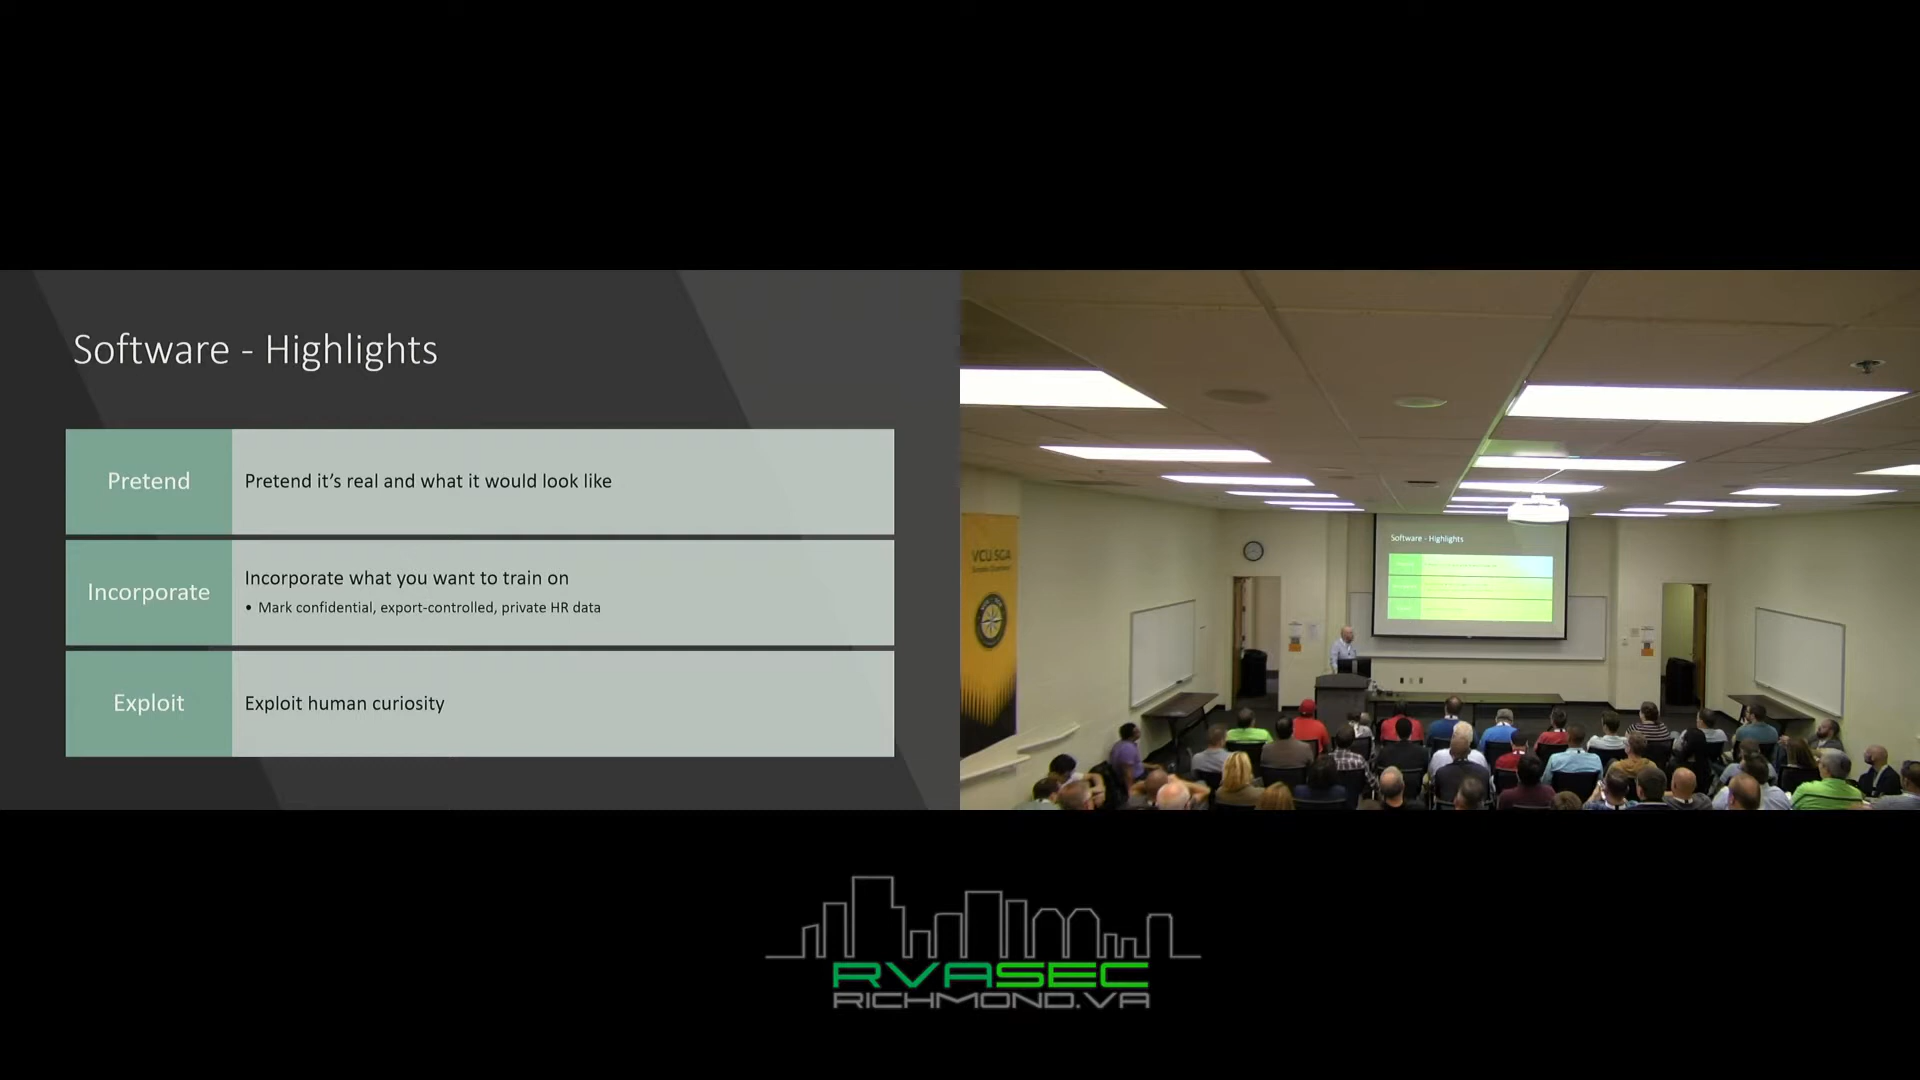 Software - Highlights
Pretend
Pretend it's real and what it would look like
Incorporate
Incorporate what you want to train on
• Mark confidential, export-controlled, private HR data
Exploit
Exploit human curiosity
VCU SGA
Software - Highlights
RVASEC
RICHMOND.VA